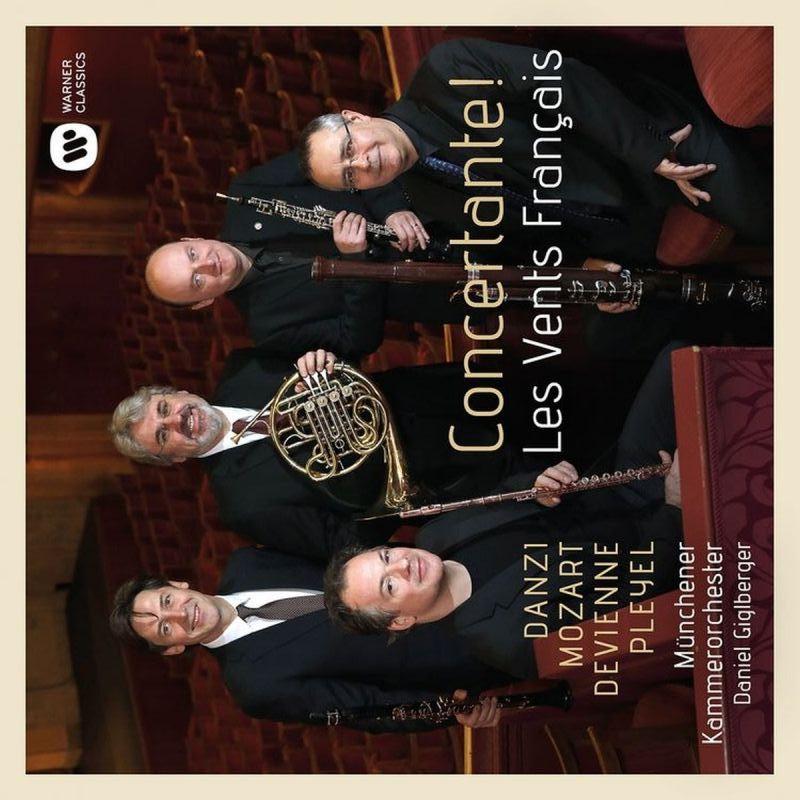 WARNER
CLASSICS
Concertante!
Les Vents Français
DANZI
MOZART
DEVIENNE
PLEYEL
Münchener
Kammerorchester
Daniel Giglberger